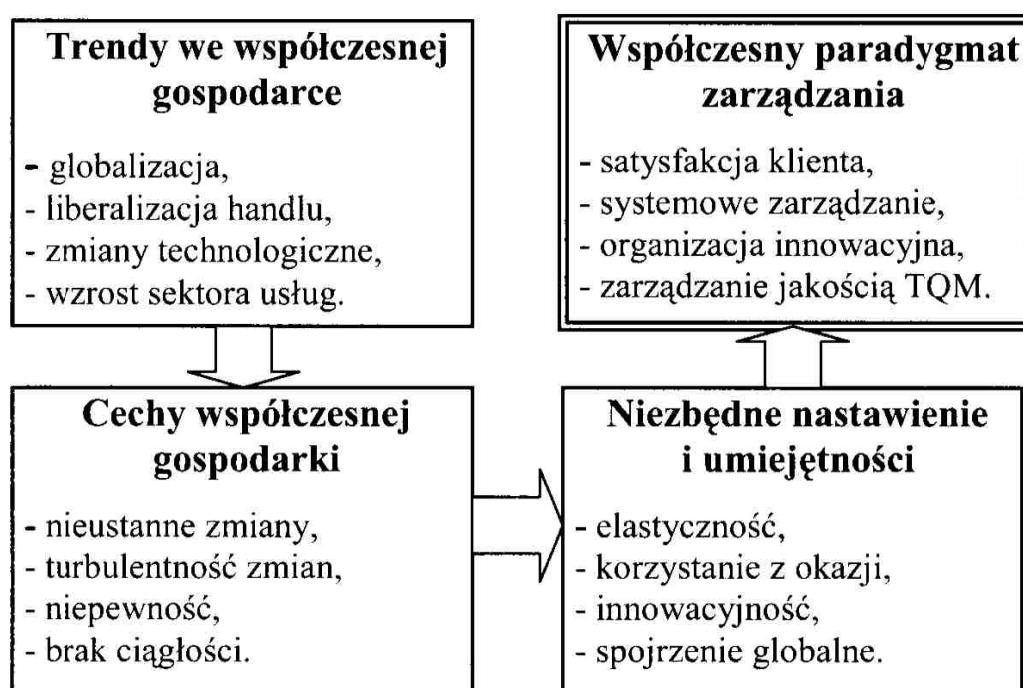 Trendy we współczesnej
gospodarce
- globalizacja,
- liberalizacja handlu,
- zmiany technologiczne,
- wzrost sektora usług.
Współczesny paradygmat
zarządzania
- satysfakcja klienta,
- systemowe zarządzanie,
- organizacja innowacyjna,
- zarządzanie jakością TQM.
Cechy współczesnej
gospodarki
- nieustanne zmiany,
- turbulentność zmian,
- niepewność,
- brak ciągłości.
Niezbędne nastawienie
i umiejętności
- elastyczność,
- korzystanie z okazji,
- innowacyjność,
- spojrzenie globalne.